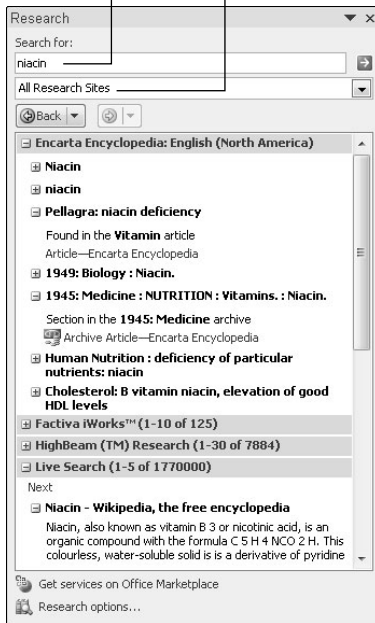 Research
Search for:
niacin
All Research Sites
Back
Encarta Encyclopedia: English (North America)
Niacin
niacin
Pellagra: niacin deficiency
Found in the Vitamin article
Article—Encarta Encyclopedia
1949: Biology : Niacin.
1945: Medicine : NUTRITION : Vitamins. : Niacin.
Section in the 1945: Medicine archive
Archive Article—Encarta Encyclopedia
Human Nutrition : deficiency of particular
nutrients: niacin
Cholesterol: B vitamin niacin, elevation of good
HDL levels
Factiva iWorks™ (1-10 of 125)
HighBeam (TM) Research (1-30 of 7884)
Live Search (1-5 of 1770000)
Next
Niacin - Wikipedia, the free encyclopedia
Niacin, also known as vitamin B 3 or nicotinic acid, is an
organic compound with the formula C 5 H 4 NCO 2 H. This
colourless, water-soluble solid is is a derivative of pyridine
Get services on Office Marketplace
Research options...